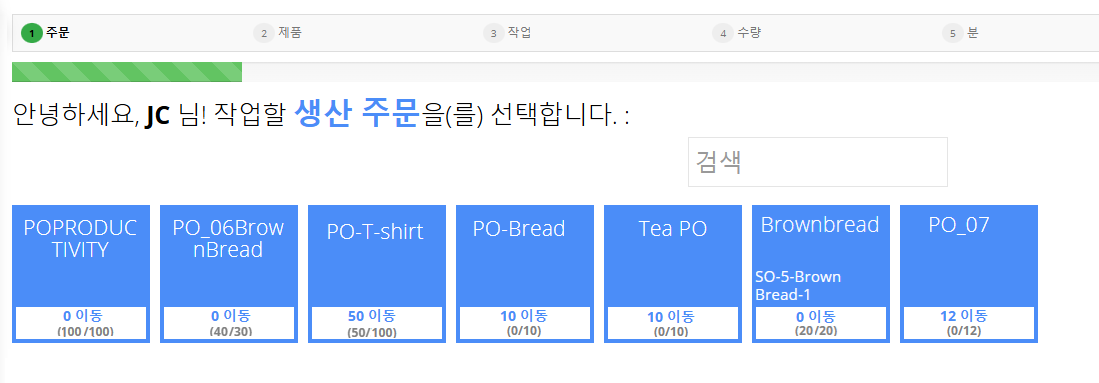 1 주문 2 제품 3 작업 4 수량 5 분
안녕하세요, JC 님! 작업할 생산 주문을(를) 선택합니다. :
검색
POPRODUC
TIVITY
0 이동
(100/100)
PO_06Brow
nBread
0 이동
(40/30)
PO-T-shirt
50 이동
(50/100)
PO-Bread
10 이동
(0/10)
Tea PO
10 이동
(0/10)
Brownbread
SO-5-Brown
Bread-1
0 이동
(20/20)
PO_07
12 이동
(0/12)